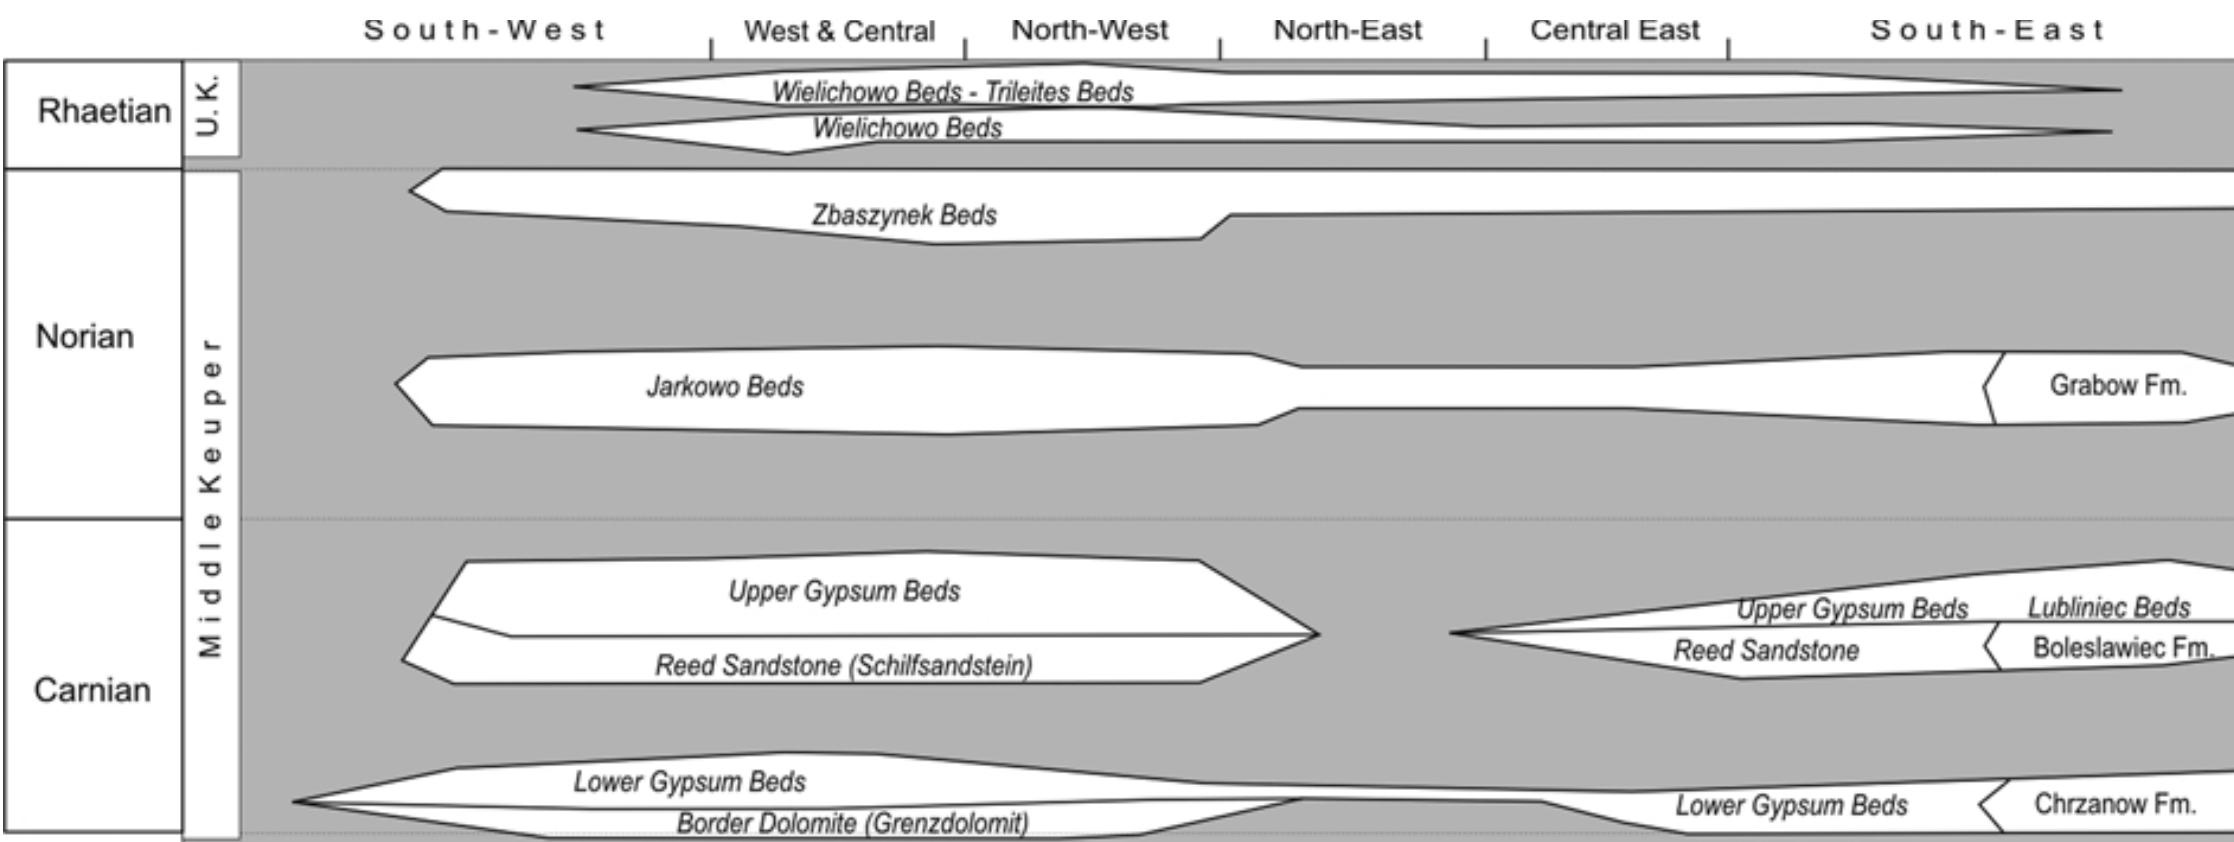 South-West West & Central North-West North-East Central East South-East
Rhaetian
U.K.
Wielichowo Beds - Trileites Beds
Wielichowo Beds
Norian
Middle Keuper
Zbaszynek Beds
Jarkowo Beds
Grabow Fm.
Carnian
Upper Gypsum Beds
Reed Sandstone (Schilfsandstein)
Upper Gypsum Beds
Lubliniec Beds
Reed Sandstone
Boleslawiec Fm.
Lower Gypsum Beds
Border Dolomite (Grenzdolomit)
Lower Gypsum Beds
Chrzanow Fm.